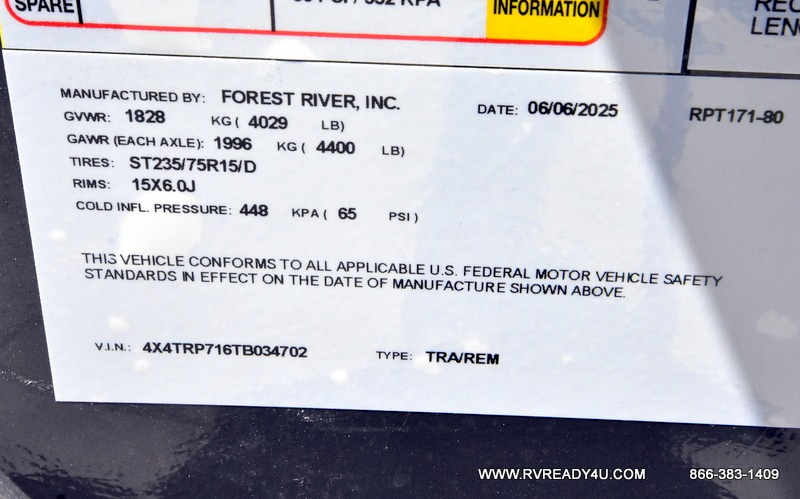 SPARE
INFORMATION
MANUFACTURED BY: FOREST RIVER, INC.
DATE: 06/06/2025
RPT171-80
GVWR: 1828 KG ( 4029 LB)
GAWR (EACH AXLE): 1996 KG ( 4400 LB)
TIRES: ST235/75R15/D
RIMS: 15X6.0J
COLD INFL. PRESSURE: 448 KPA ( 65 PSI )
THIS VEHICLE CONFORMS TO ALL APPLICABLE U.S. FEDERAL MOTOR VEHICLE SAFETY
STANDARDS IN EFFECT ON THE DATE OF MANUFACTURE SHOWN ABOVE.
V.I.N.: 4X4TRP716TB034702 TYPE: TRA/REM
WWW.RVREADY4U.COM 866-383-1409